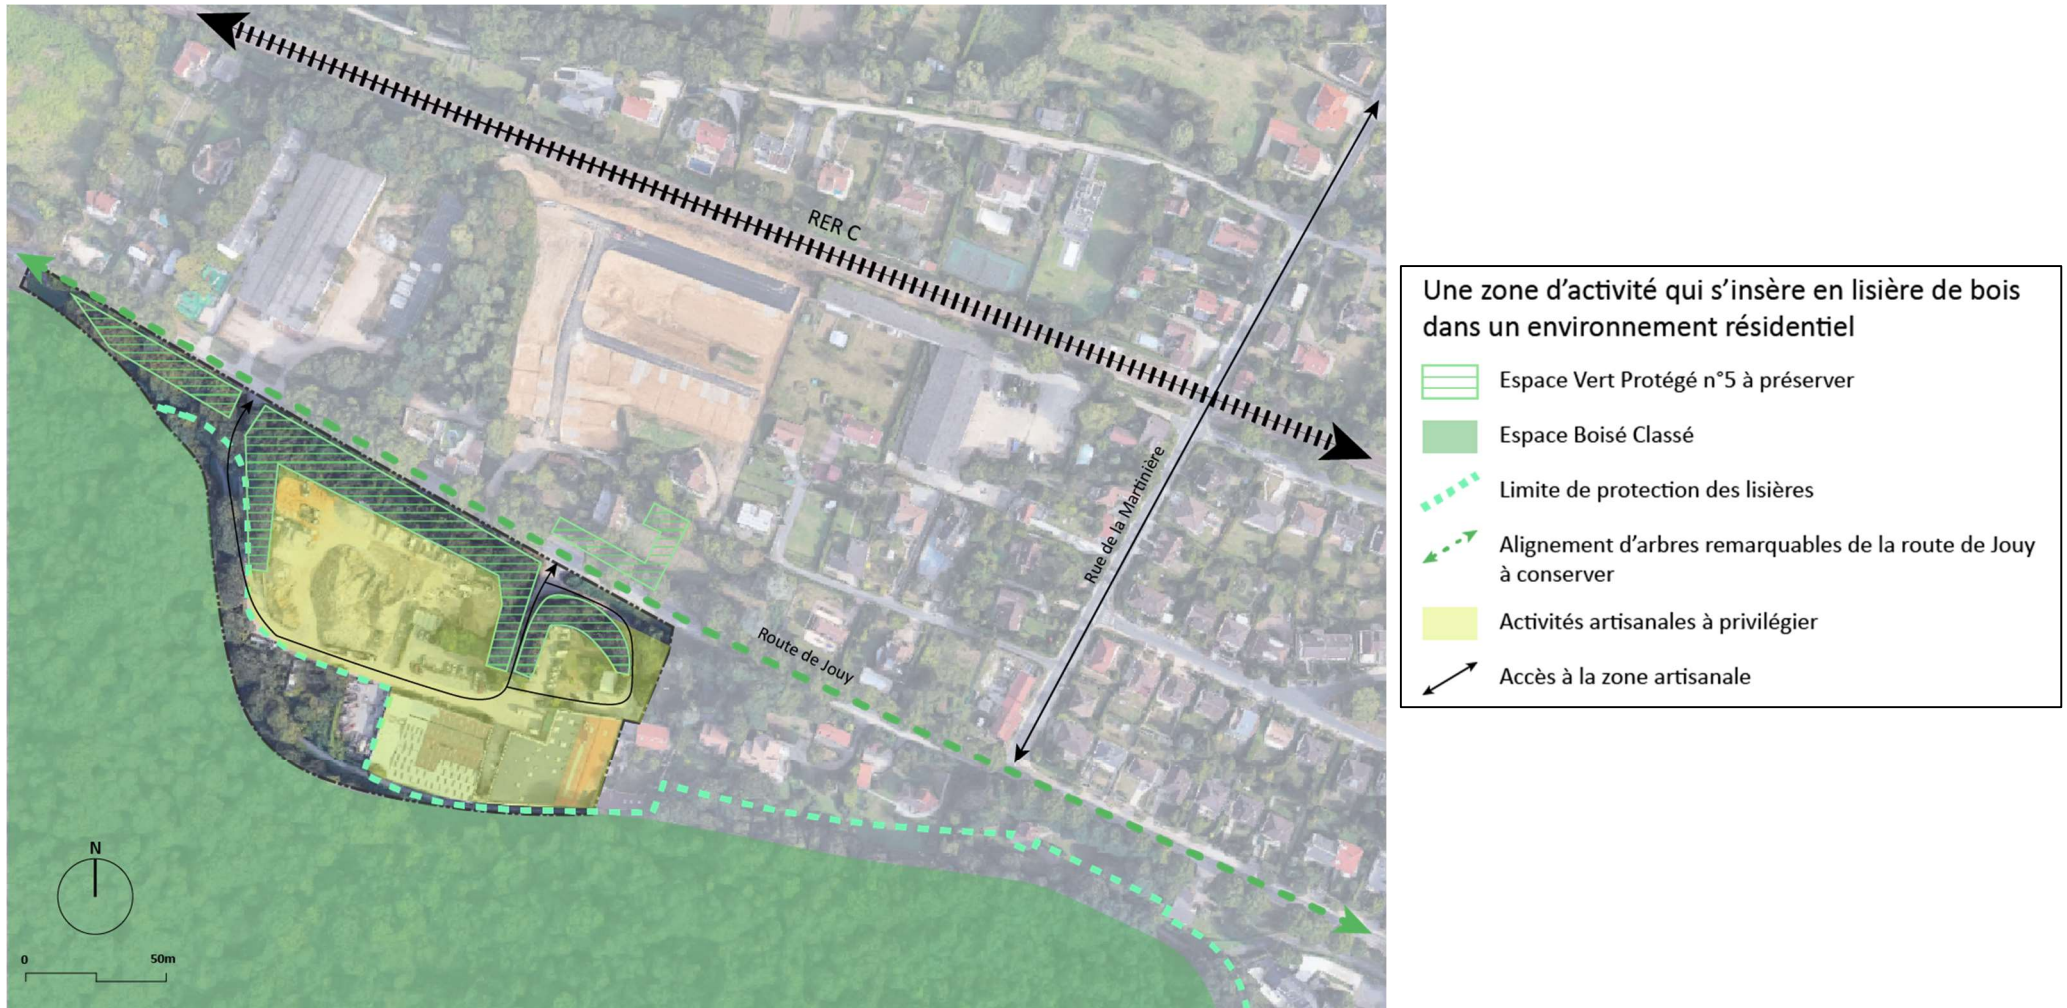 RER C
Rue de la Martinière
Route de Jouy
N
0 50m
Une zone d’activité qui s’insère en lisière de bois
dans un environnement résidentiel
Espace Vert Protégé n°5 à préserver
Espace Boisé Classé
Limite de protection des lisières
Alignement d’arbres remarquables de la route de Jouy
à conserver
Activités artisanales à privilégier
Accès à la zone artisanale